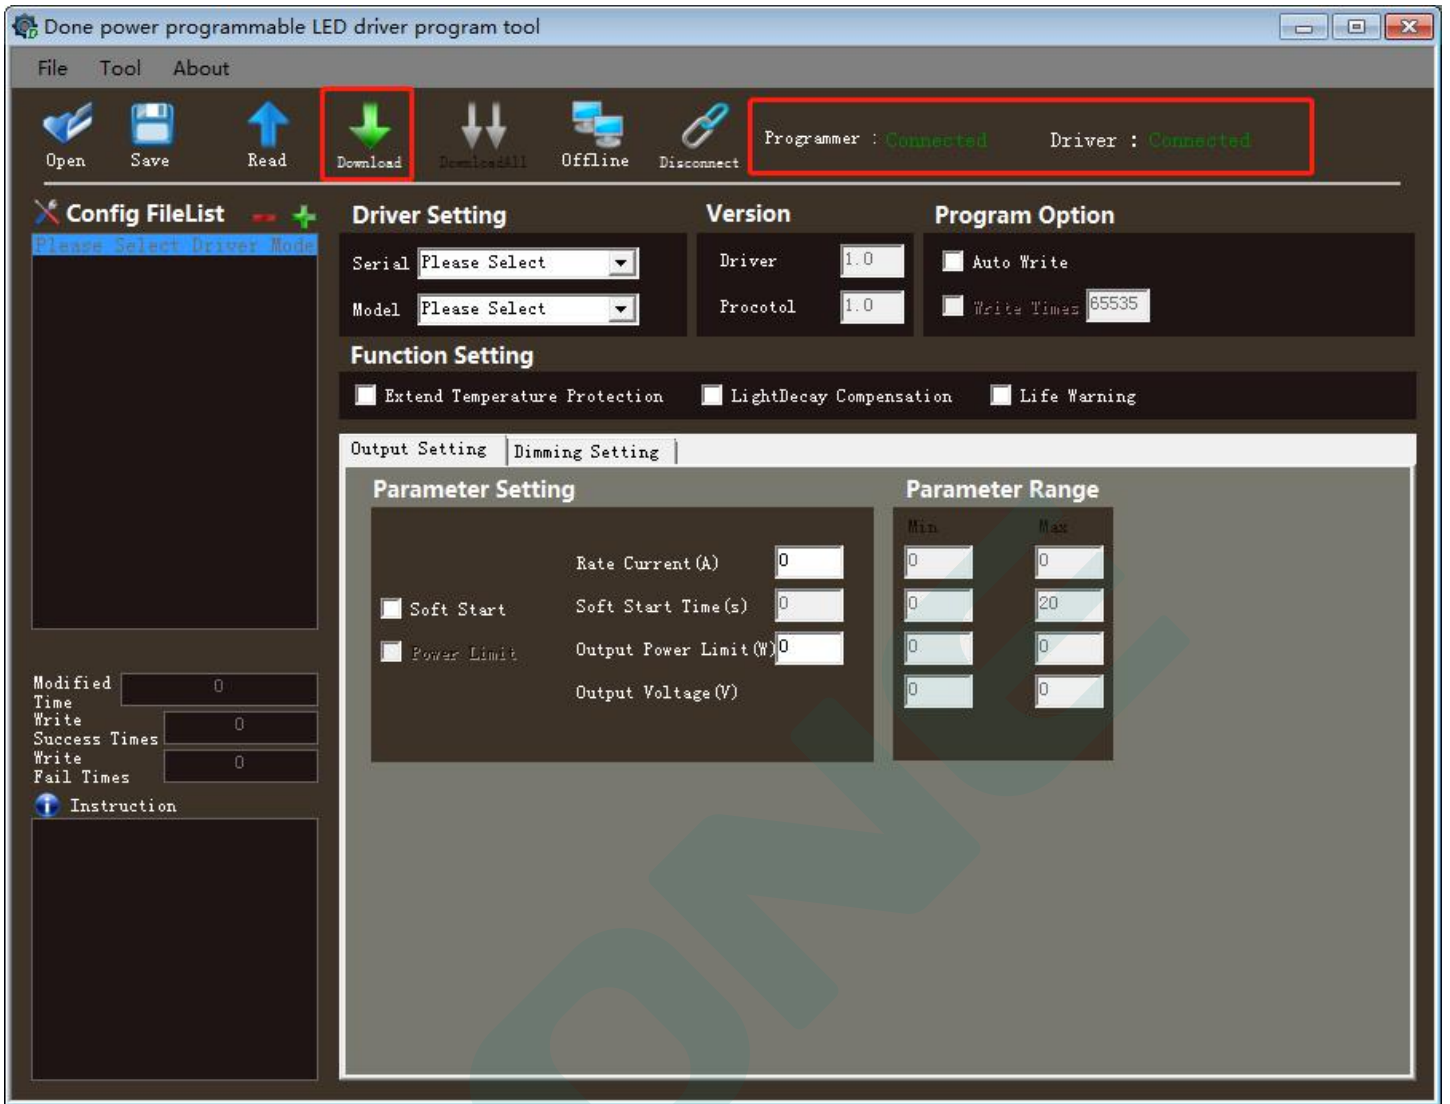 Done power programmable LED driver program tool
File Tool About
Open Save Read Download DownloadAll Offline Disconnect Programmer : Connected Driver : Connected
Config FileList
Please Select Driver Mode
Driver Setting
Serial Please Select
Model Please Select
Version
Driver 1.0
Procotol 1.0
Program Option
Auto Write
Write Times 65535
Function Setting
Extend Temperature Protection LightDecay Compensation Life Warning
Output Setting Dimming Setting
Parameter Setting
Parameter Range
Min Max
Rate Current(A) 0 0 0
Soft Start Soft Start Time(s) 0 0 20
Power Limit Output Power Limit(W) 0 0 0
Output Voltage(V) 0 0
Modified
Time 0
Write
Success Times 0
Write
Fail Times 0
Instruction
ONE